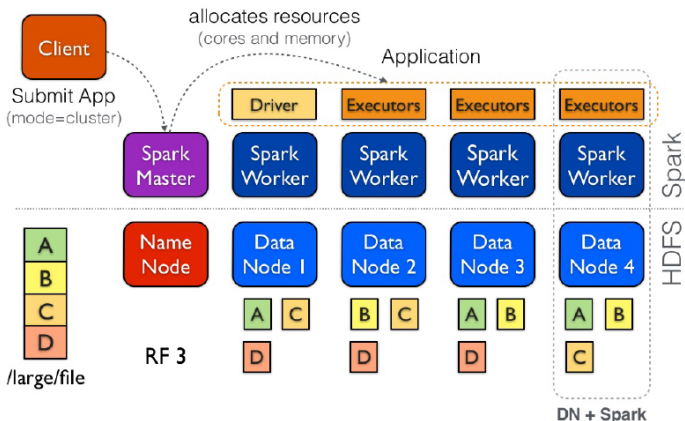 Client
Submit App
(mode=cluster)
allocates resources
(cores and memory)
Application
Driver
Executors
Executors
Executors
Spark
Master
Spark
Worker
Spark
Worker
Spark
Worker
Spark
Worker
Spark
HDFS
Name
Node
Data
Node 1
Data
Node 2
Data
Node 3
Data
Node 4
A
B
C
D
/large/file
RF 3
A C
D
B C
D
A B
D
A B
C
DN + Spark